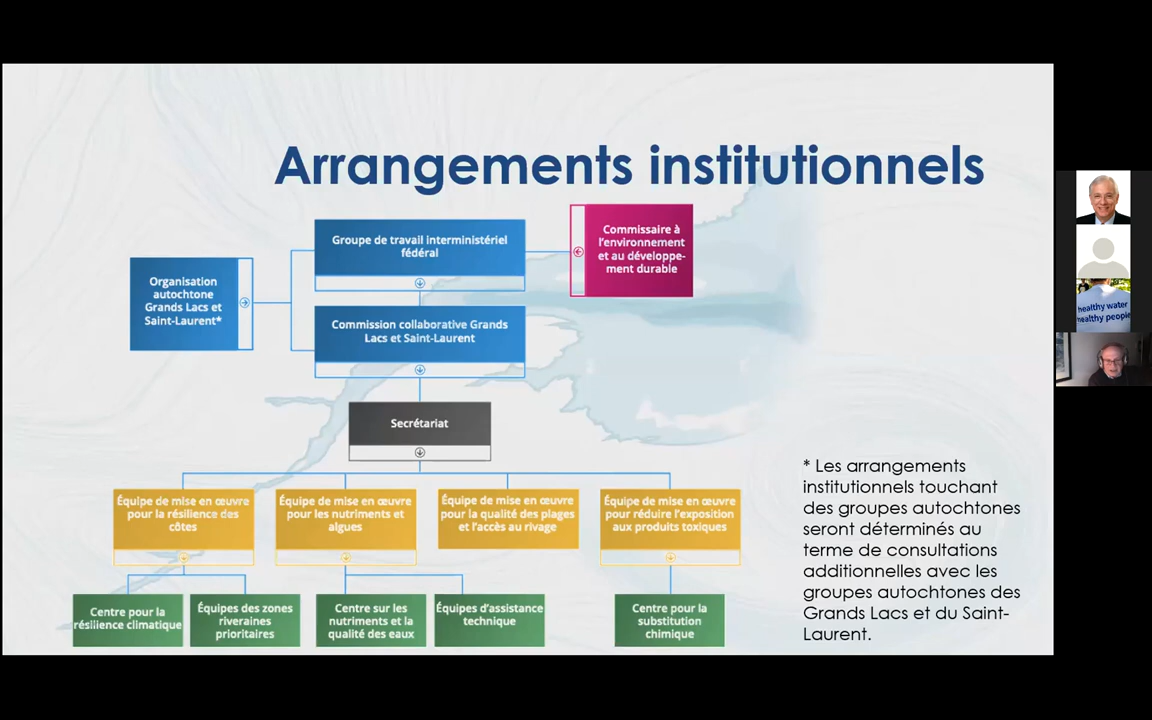 Arrangements institutionnels
Groupe de travail interministériel
fédéral
Commissaire à
l'environnement
et au développe-
ment durable
Organisation
autochtone
Grands Lacs et
Saint-Laurent*
Commission collaborative Grands
Lacs et Saint-Laurent
Secrétariat
Équipe de mise en œuvre
pour la résilience des
côtes
Équipe de mise en œuvre
pour les nutriments et
algues
Équipe de mise en œuvre
pour la qualité des plages
et l'accès au rivage
Équipe de mise en œuvre
pour réduire l'exposition
aux produits toxiques
Centre pour la
résilience climatique
Équipes des zones
riveraines
prioritaires
Centre sur les
nutriments et la
qualité des eaux
Équipes d'assistance
technique
Centre pour la
substitution
chimique
* Les arrangements
institutionnels touchant
des groupes autochtones
seront déterminés au
terme de consultations
additionnelles avec les
groupes autochtones des
Grands Lacs et du Saint-
Laurent.
healthy water
healthy people